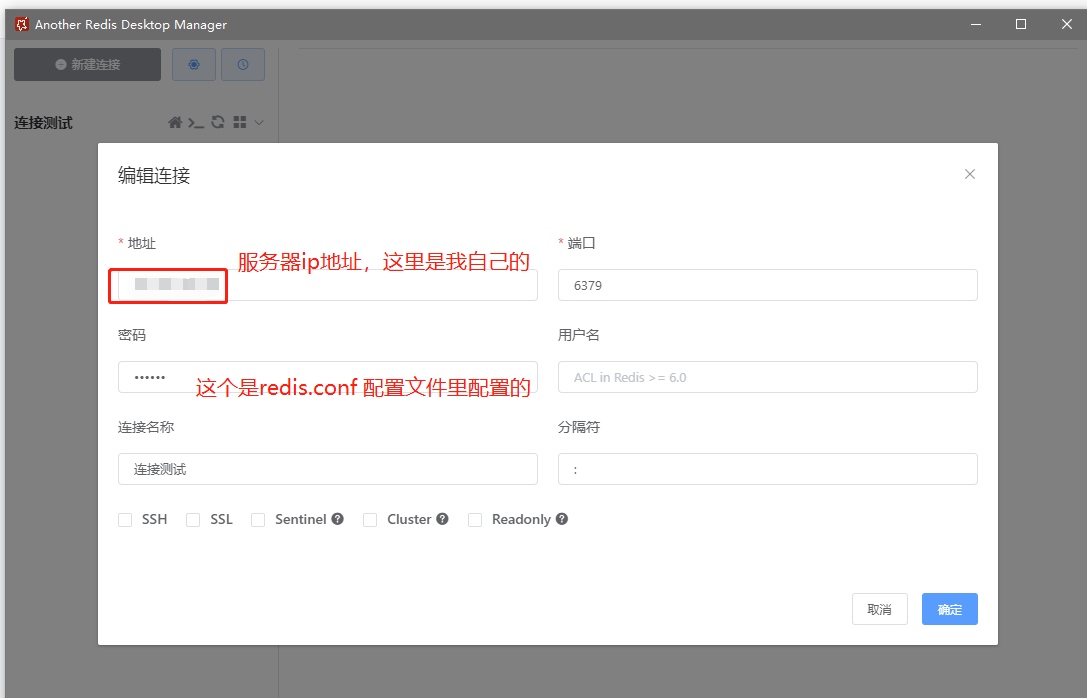 Another Redis Desktop Manager
新建连接
连接测试
编辑连接
* 地址
* 端口
服务器ip地址，这里是我自己的
6379
密码
用户名
••••••
这个是redis.conf 配置文件里配置的
ACL in Redis >= 6.0
连接名称
分隔符
连接测试
:
SSH SSL Sentinel Cluster Readonly
取消
确定